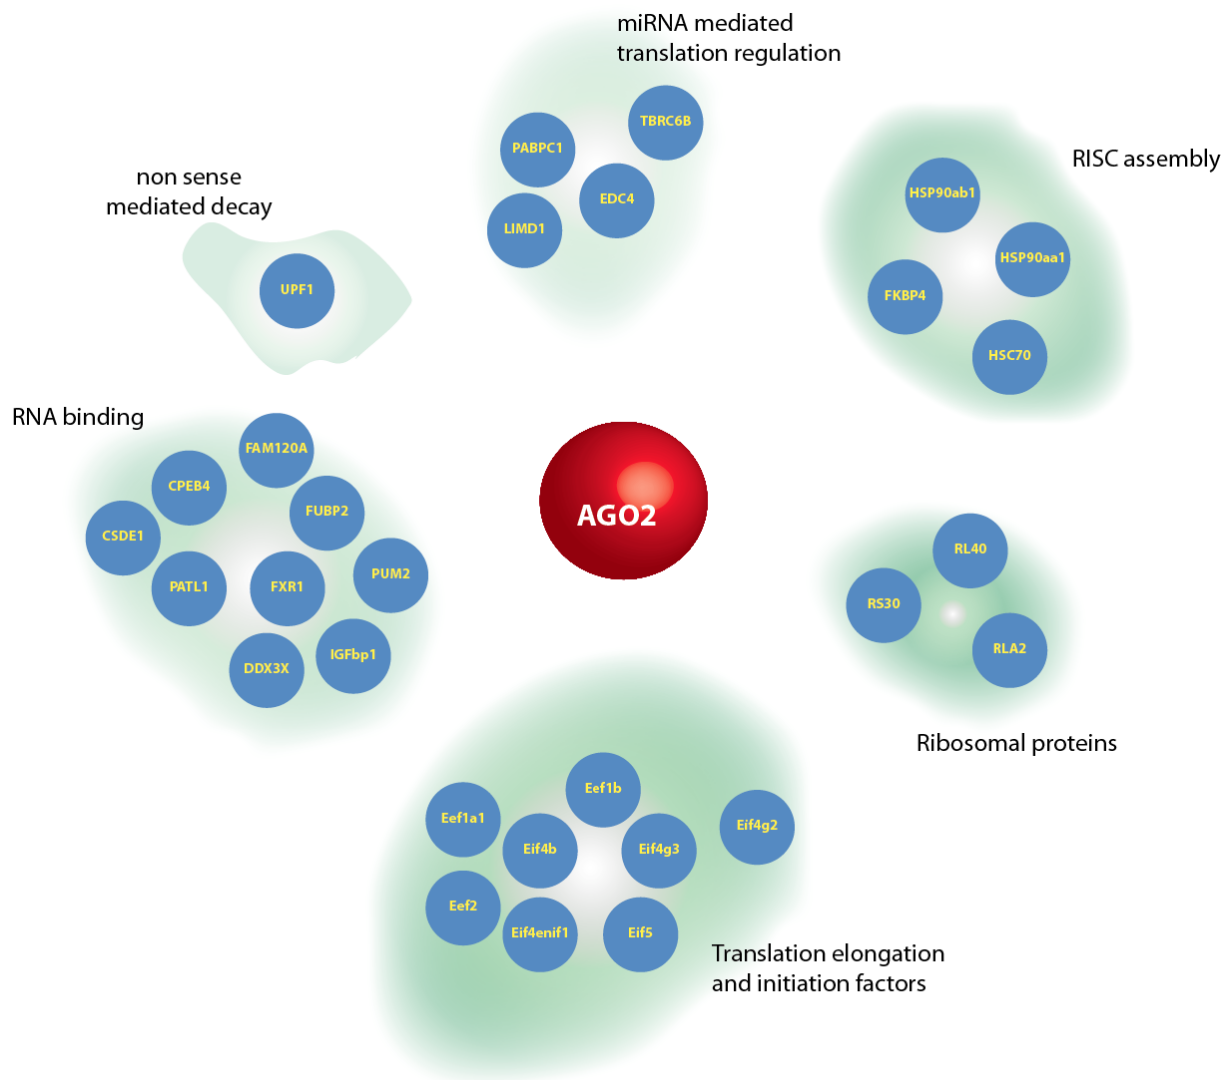 miRNA mediated
translation regulation
TBRC6B
PABPC1
EDC4
LIMD1
RISC assembly
HSP90ab1
HSP90aa1
FKBP4
HSC70
non sense
mediated decay
UPF1
RNA binding
FAM120A
CPEB4
FUBP2
CSDE1
PATL1
FXR1
PUM2
IGFbp1
DDX3X
AGO2
RL40
RS30
RLA2
Ribosomal proteins
Eef1b
Eef1a1
Eif4b
Eif4g3
Eif4g2
Eef2
Eif4enif1
Eif5
Translation elongation
and initiation factors